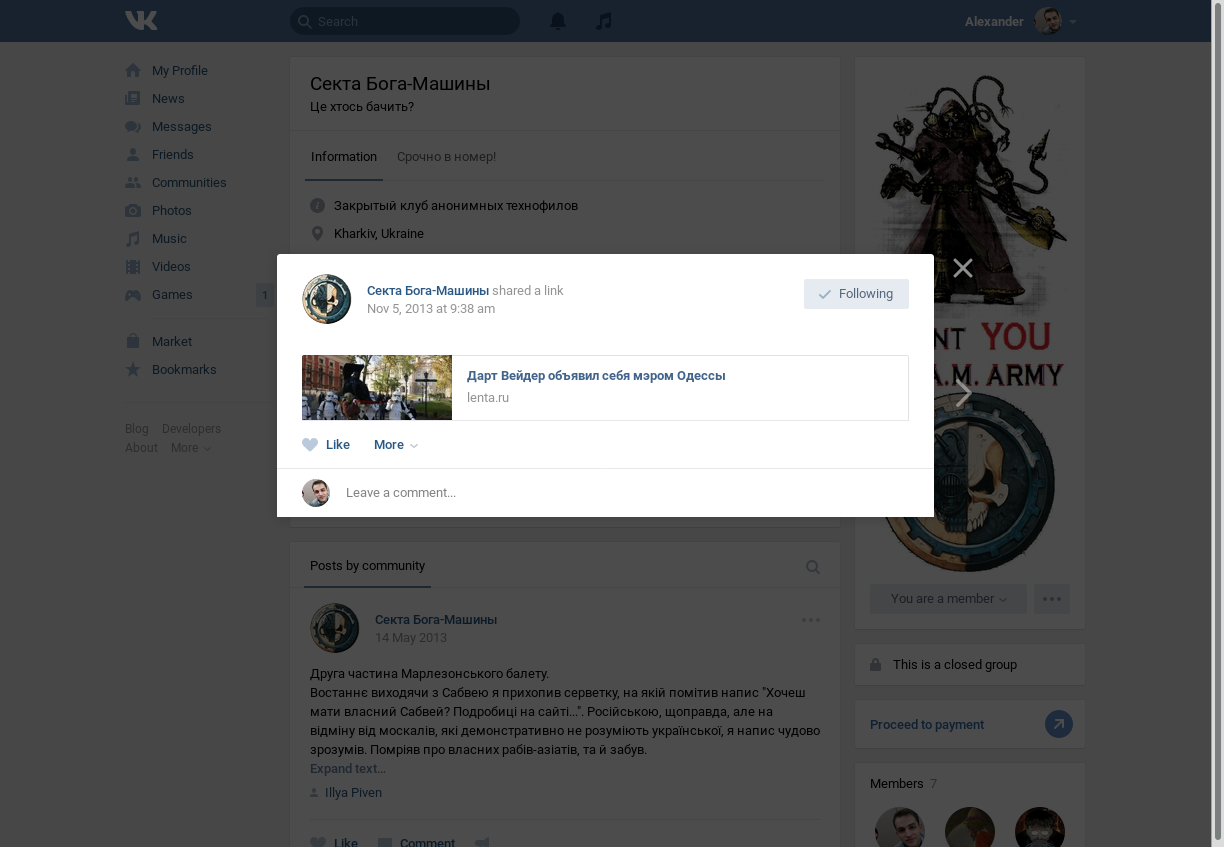 Search
Alexander
My Profile
News
Messages
Friends
Communities
Photos
Music
Videos
Games
1
Market
Bookmarks
Blog Developers
About More
Секта Бога-Машины
Це хтось бачить?
Information Срочно в номер!
Закрытый клуб анонимных технофилов
Kharkiv, Ukraine
Секта Бога-Машины shared a link
Nov 5, 2013 at 9:38 am
Following
Дарт Вейдер объявил себя мэром Одессы
lenta.ru
Like More
Leave a comment...
Posts by community
Секта Бога-Машины
14 May 2013
Друга частина Марлезонського балету.
Востаннє виходячи з Сабвею я прихопив серветку, на якій помітив напис "Хочеш
мати власний Сабвей? Подробиці на сайті...". Російською, щоправда, але на
відміну від москалів, які демонстративно не розуміють української, я напис чудово
зрозумів. Помріяв про власних рабів-азіатів, та й забув.
Expand text…
Illya Piven
Like Comment
NT YOU
A.M. ARMY
You are a member
This is a closed group
Proceed to payment
Members 7